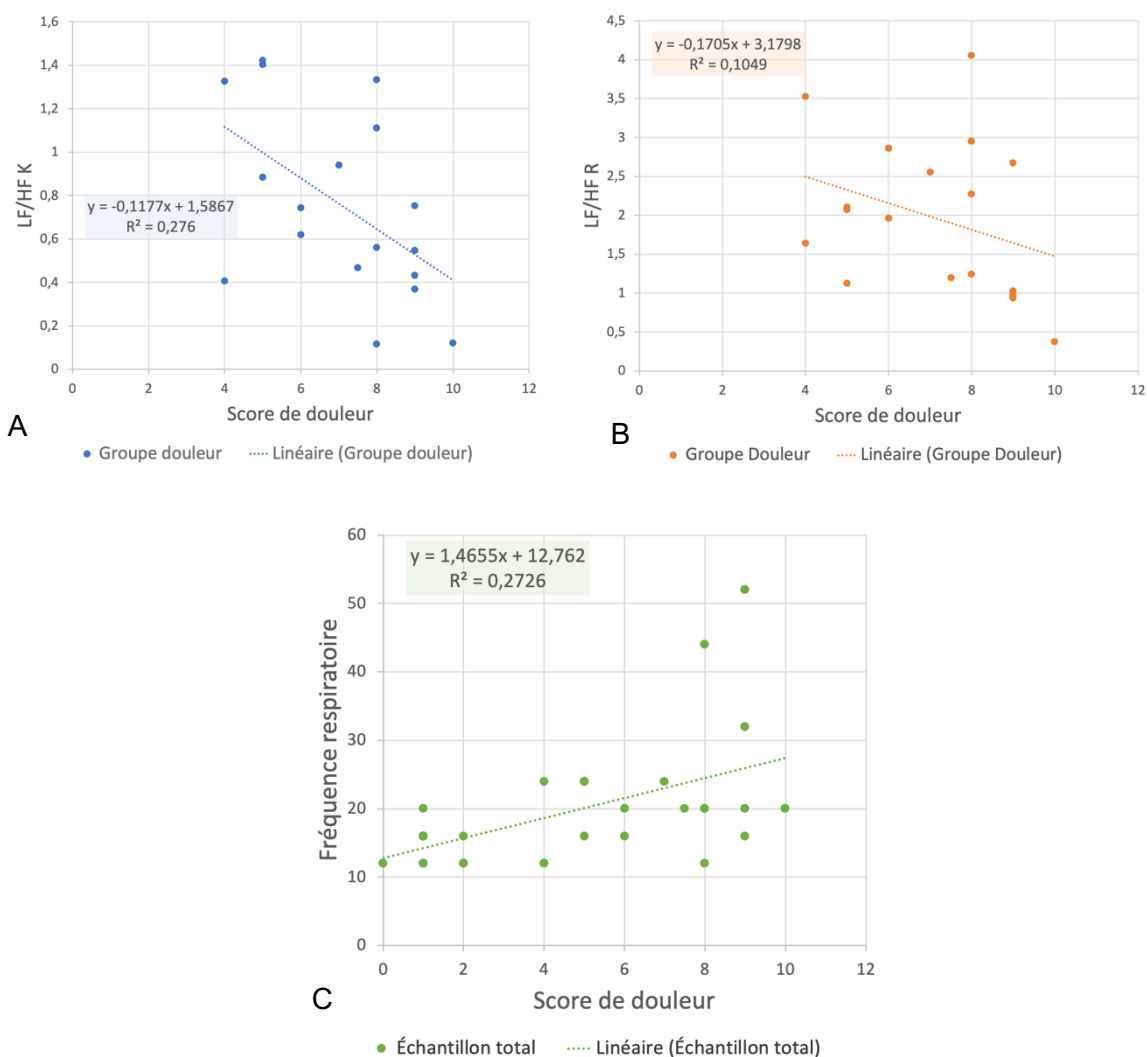 1,6
1,4
1,2
1
0,8
0,6
0,4
0,2
0
LF/HF K
y = -0,1177x + 1,5867
R² = 0,276
0 2 4 6 8 10 12
Score de douleur
A
Groupe douleur Linéaire (Groupe douleur)
4,5
4
3,5
3
2,5
2
1,5
1
0,5
0
LF/HF R
y = -0,1705x + 3,1798
R² = 0,1049
0 2 4 6 8 10 12
Score de douleur
B
Groupe Douleur Linéaire (Groupe Douleur)
60
50
40
30
20
10
0
Fréquence respiratoire
y = 1,4655x + 12,762
R² = 0,2726
0 2 4 6 8 10 12
Score de douleur
C
Échantillon total Linéaire (Échantillon total)